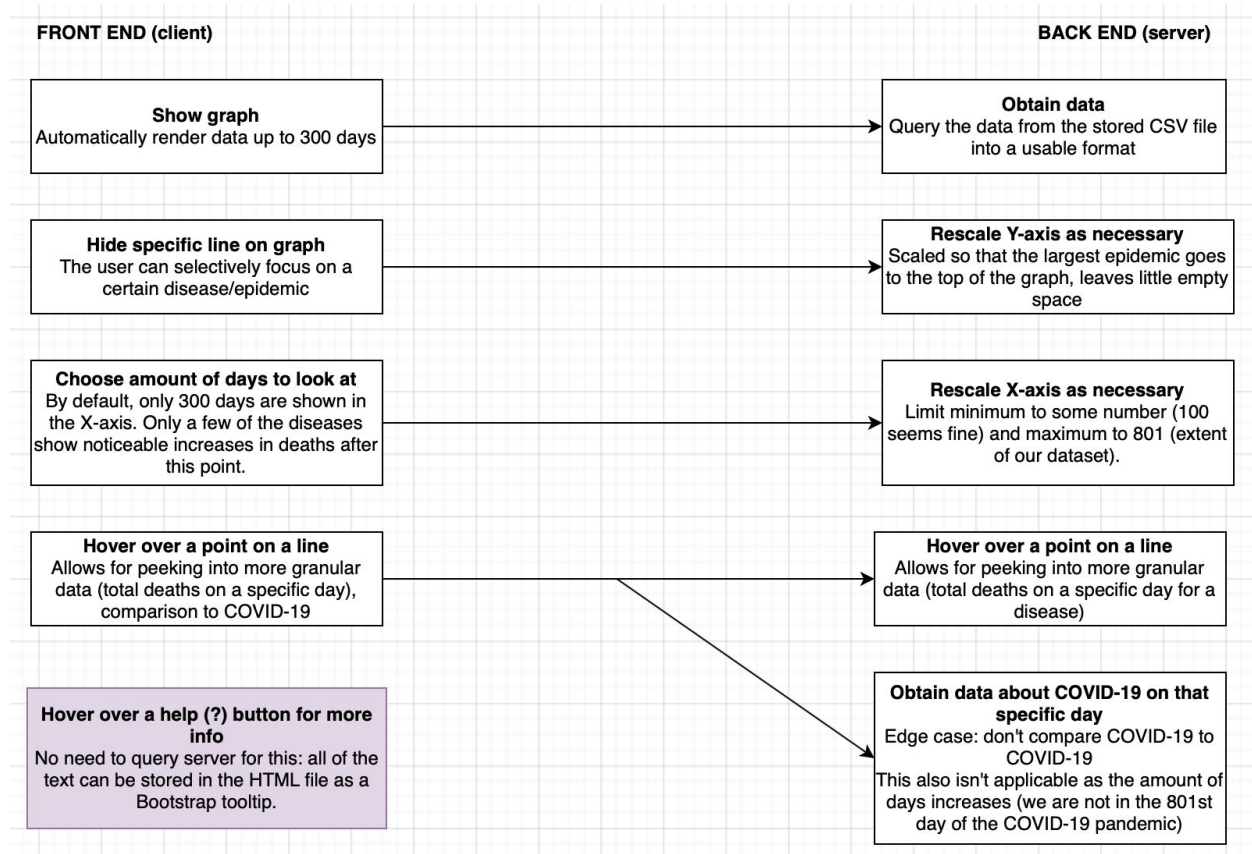 FRONT END (client)
BACK END (server)
Show graph
Automatically render data up to 300 days
Obtain data
Query the data from the stored CSV file
into a usable format
Hide specific line on graph
The user can selectively focus on a
certain disease/epidemic
Rescale Y-axis as necessary
Scaled so that the largest epidemic goes
to the top of the graph, leaves little empty
space
Choose amount of days to look at
By default, only 300 days are shown in
the X-axis. Only a few of the diseases
show noticeable increases in deaths after
this point.
Rescale X-axis as necessary
Limit minimum to some number (100
seems fine) and maximum to 801 (extent
of our dataset).
Hover over a point on a line
Allows for peeking into more granular
data (total deaths on a specific day),
comparison to COVID-19
Hover over a point on a line
Allows for peeking into more granular
data (total deaths on a specific day for a
disease)
Hover over a help (?) button for more
info
No need to query server for this: all of the
text can be stored in the HTML file as a
Bootstrap tooltip.
Obtain data about COVID-19 on that
specific day
Edge case: don't compare COVID-19 to
COVID-19
This also isn't applicable as the amount of
days increases (we are not in the 801st
day of the COVID-19 pandemic)